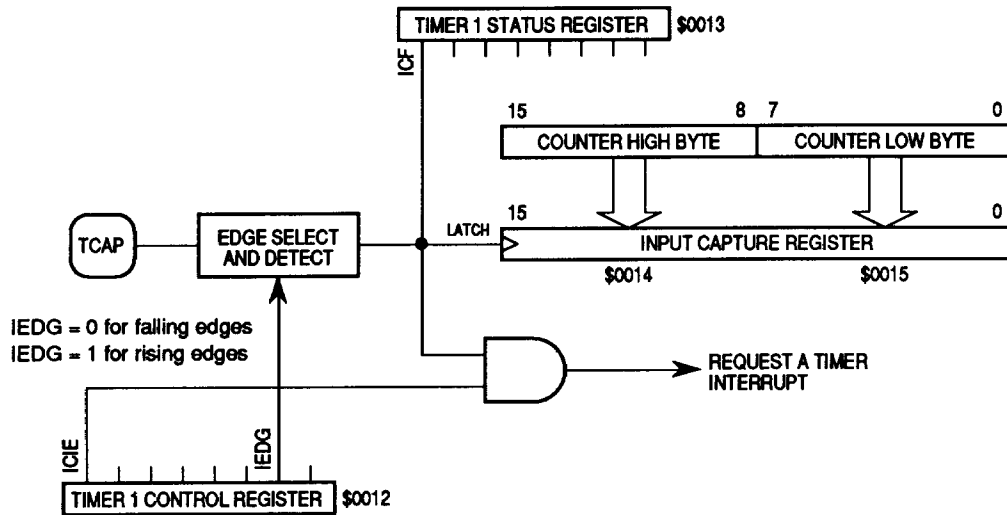 TIMER 1 STATUS REGISTER $0013
ICF
15 8 7 0
COUNTER HIGH BYTE COUNTER LOW BYTE
15 0
LATCH
INPUT CAPTURE REGISTER
$0014 $0015
TCAP
EDGE SELECT
AND DETECT
IEDG = 0 for falling edges
IEDG = 1 for rising edges
REQUEST A TIMER
INTERRUPT
ICIE
IEDG
TIMER 1 CONTROL REGISTER $0012